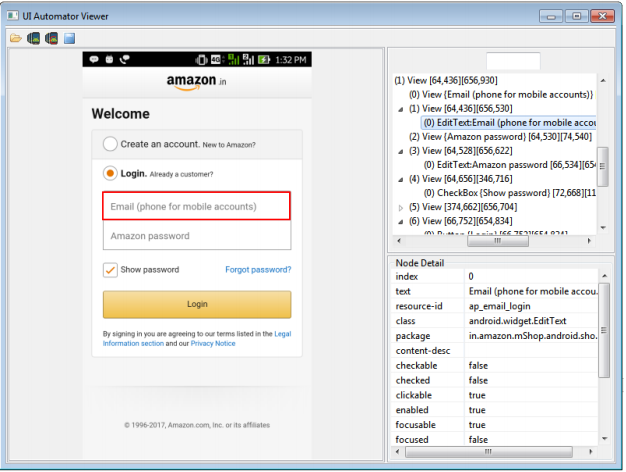 UI Automator Viewer
1:32 PM
amazon.in
Welcome
Create an account. New to Amazon?
Login. Already a customer?
Email (phone for mobile accounts)
Amazon password
Show password Forgot password?
Login
By signing in you are agreeing to our terms listed in the Legal
Information section and our Privacy Notice
© 1996-2017, Amazon.com, Inc. or its affiliates
(1) View [64,436][656,930]
(0) View {Email (phone for mobile accounts)}
(1) View [64,436][656,530]
(0) EditText:Email (phone for mobile accou
(2) View {Amazon password} [64,530][74,540]
(3) View [64,528][656,622]
(0) EditText:Amazon password [66,534][654
(4) View [64,656][346,716]
(0) CheckBox {Show password} [72,668][11
(5) View [374,662][656,704]
(6) View [66,752][654,834]
(0) Button {Login} [66,752][654,834]
Node Detail
index 0
text Email (phone for mobile accou...
resource-id ap_email_login
class android.widget.EditText
package in.amazon.mShop.android.sho...
content-desc
checkable false
checked false
clickable true
enabled true
focusable true
focused false